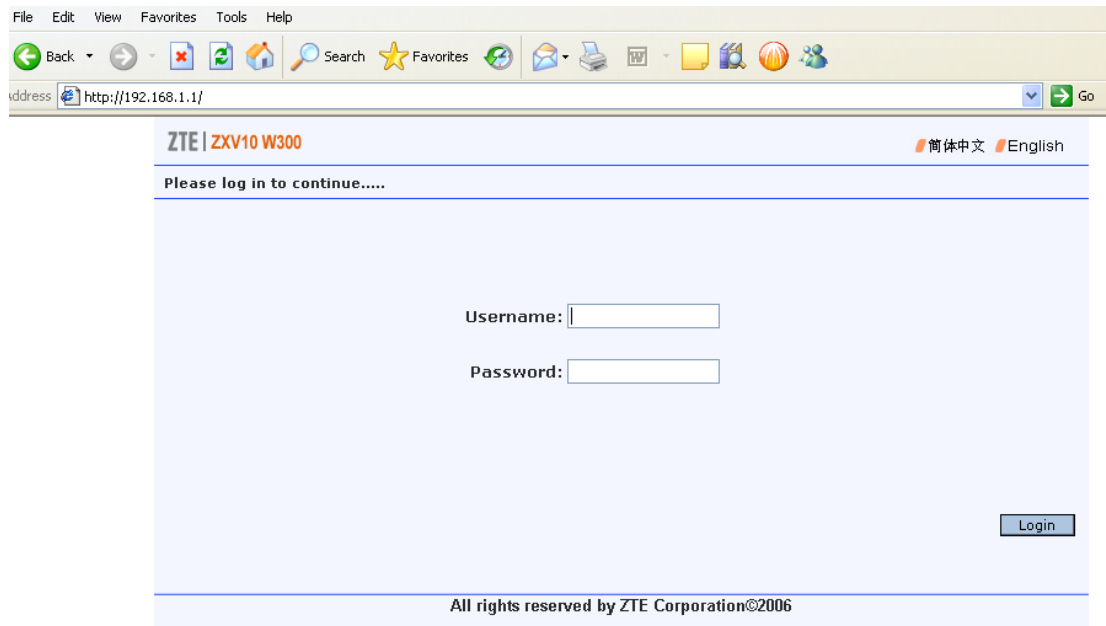 File Edit View Favorites Tools Help
Back Search Favorites
Address http://192.168.1.1/ Go
ZTE | ZXV10 W300 简体中文 English
Please log in to continue.....
Username:
Password:
Login
All rights reserved by ZTE Corporation©2006